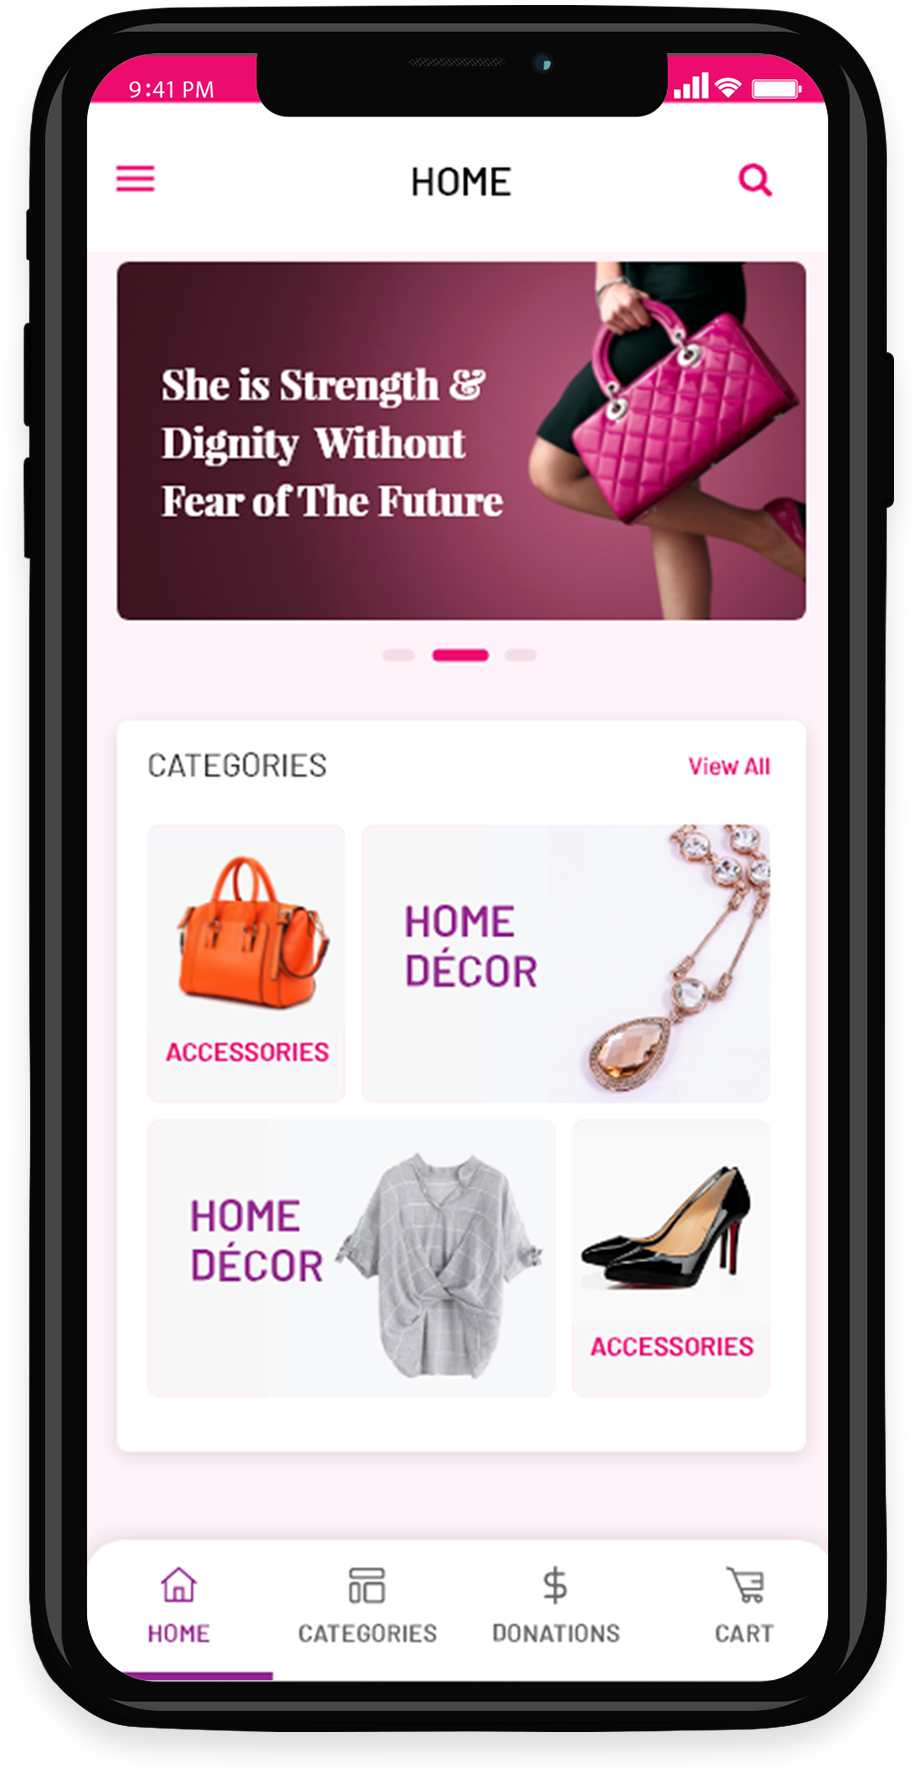 9:41 PM
HOME
She is Strength &
Dignity Without
Fear of The Future
CATEGORIES
View All
ACCESSORIES
HOME
DÉCOR
HOME
DÉCOR
ACCESSORIES
HOME
CATEGORIES
DONATIONS
CART